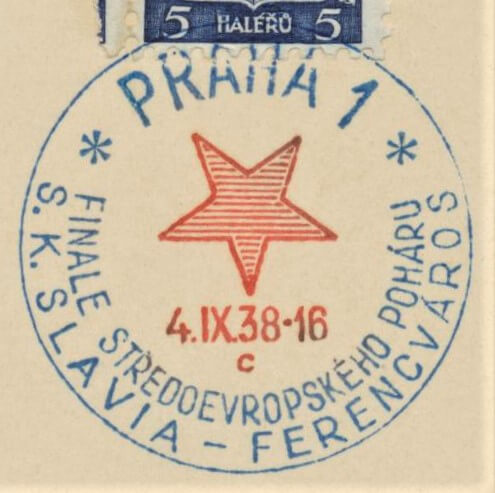 5 HALÉŘŮ 5
PRAHA 1
* *
4.IX.38-16
c
FINALE STŘEDOEVROPSKÉHO POHÁRU
S.K.SLAVIA – FERENCVÁROS